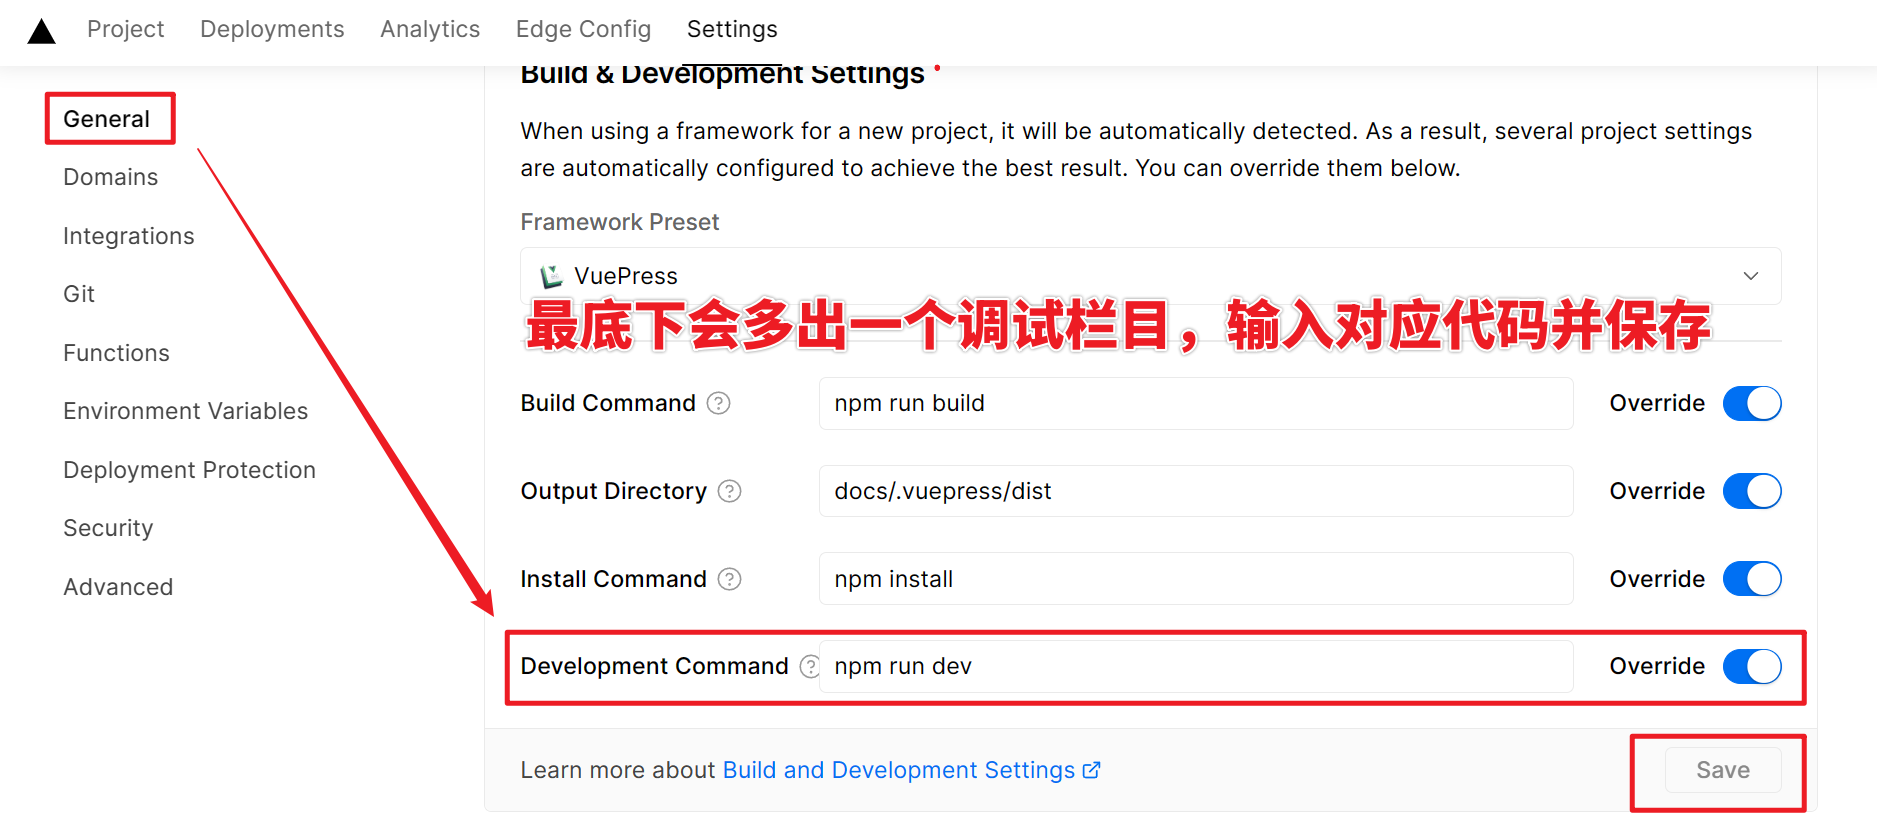 Project Deployments Analytics Edge Config Settings
General
Domains
Integrations
Git
Functions
Environment Variables
Deployment Protection
Security
Advanced
Build & Development Settings
When using a framework for a new project, it will be automatically detected. As a result, several project settings
are automatically configured to achieve the best result. You can override them below.
Framework Preset
VuePress
最底下会多出一个调试栏目，输入对应代码并保存
Build Command ? npm run build Override
Output Directory ? docs/.vuepress/dist Override
Install Command ? npm install Override
Development Command ? npm run dev Override
Learn more about Build and Development Settings Save